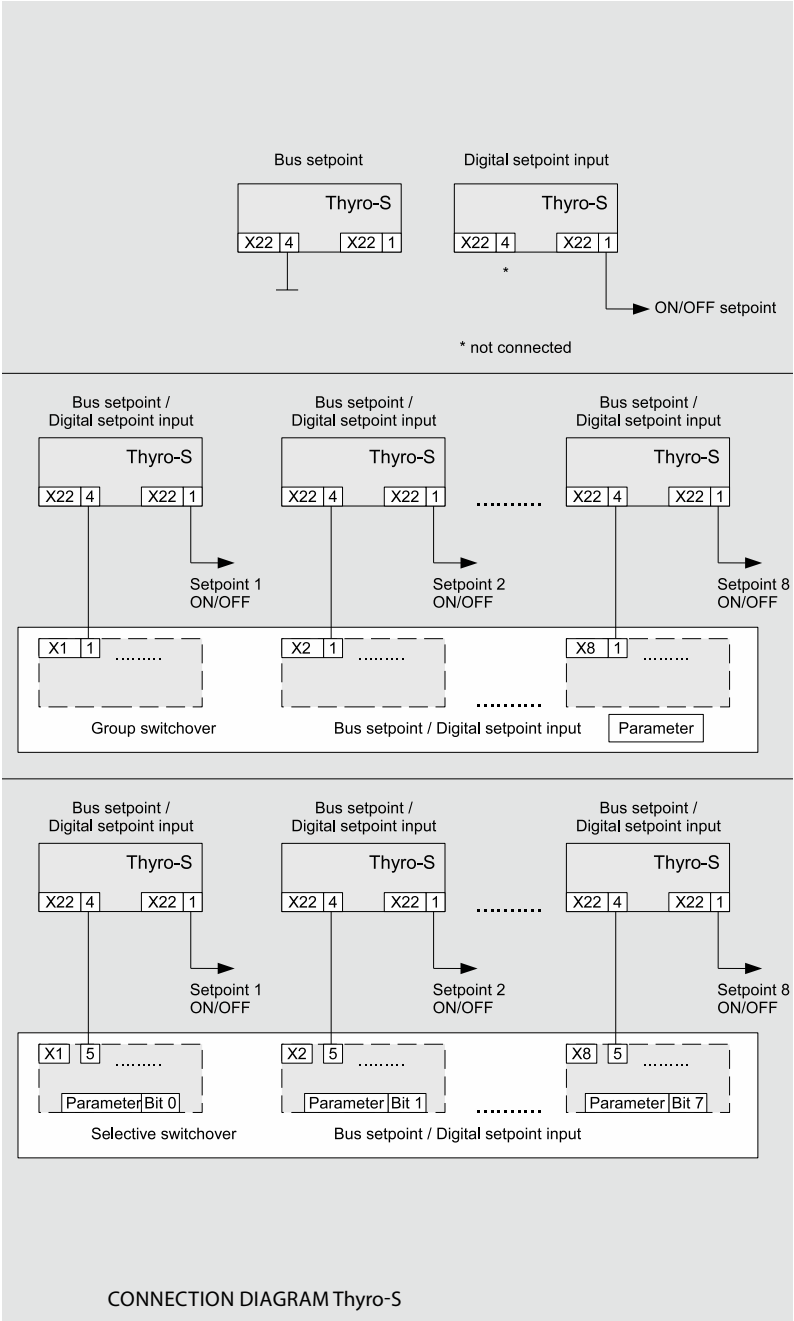 Bus setpoint Digital setpoint input
Thyro-S Thyro-S
X22 4 X22 1 X22 4 X22 1
*
ON/OFF setpoint
* not connected
Bus setpoint / Bus setpoint / Bus setpoint /
Digital setpoint input Digital setpoint input Digital setpoint input
Thyro-S Thyro-S Thyro-S
X22 4 X22 1 X22 4 X22 1 .......... X22 4 X22 1
Setpoint 1 Setpoint 2 Setpoint 8
ON/OFF ON/OFF ON/OFF
X1 1 ......... X2 1 ......... X8 1 .........
..........
Group switchover Bus setpoint / Digital setpoint input Parameter
Bus setpoint / Bus setpoint / Bus setpoint /
Digital setpoint input Digital setpoint input Digital setpoint input
Thyro-S Thyro-S Thyro-S
X22 4 X22 1 X22 4 X22 1 .......... X22 4 X22 1
Setpoint 1 Setpoint 2 Setpoint 8
ON/OFF ON/OFF ON/OFF
X1 5 ......... X2 5 ......... X8 5 .........
Parameter Bit 0 Parameter Bit 1 .......... Parameter Bit 7
Selective switchover Bus setpoint / Digital setpoint input
CONNECTION DIAGRAM Thyro-S